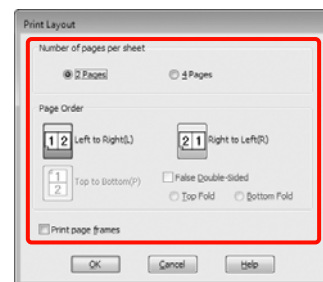 Print Layout
Number of pages per sheet
2 Pages 4 Pages
Page Order
1 2 Left to Right(L) 2 1 Right to Left(R)
1 2 Top to Bottom(P) False Double-Sided
Top Fold Bottom Fold
Print page frames
OK Cancel Help